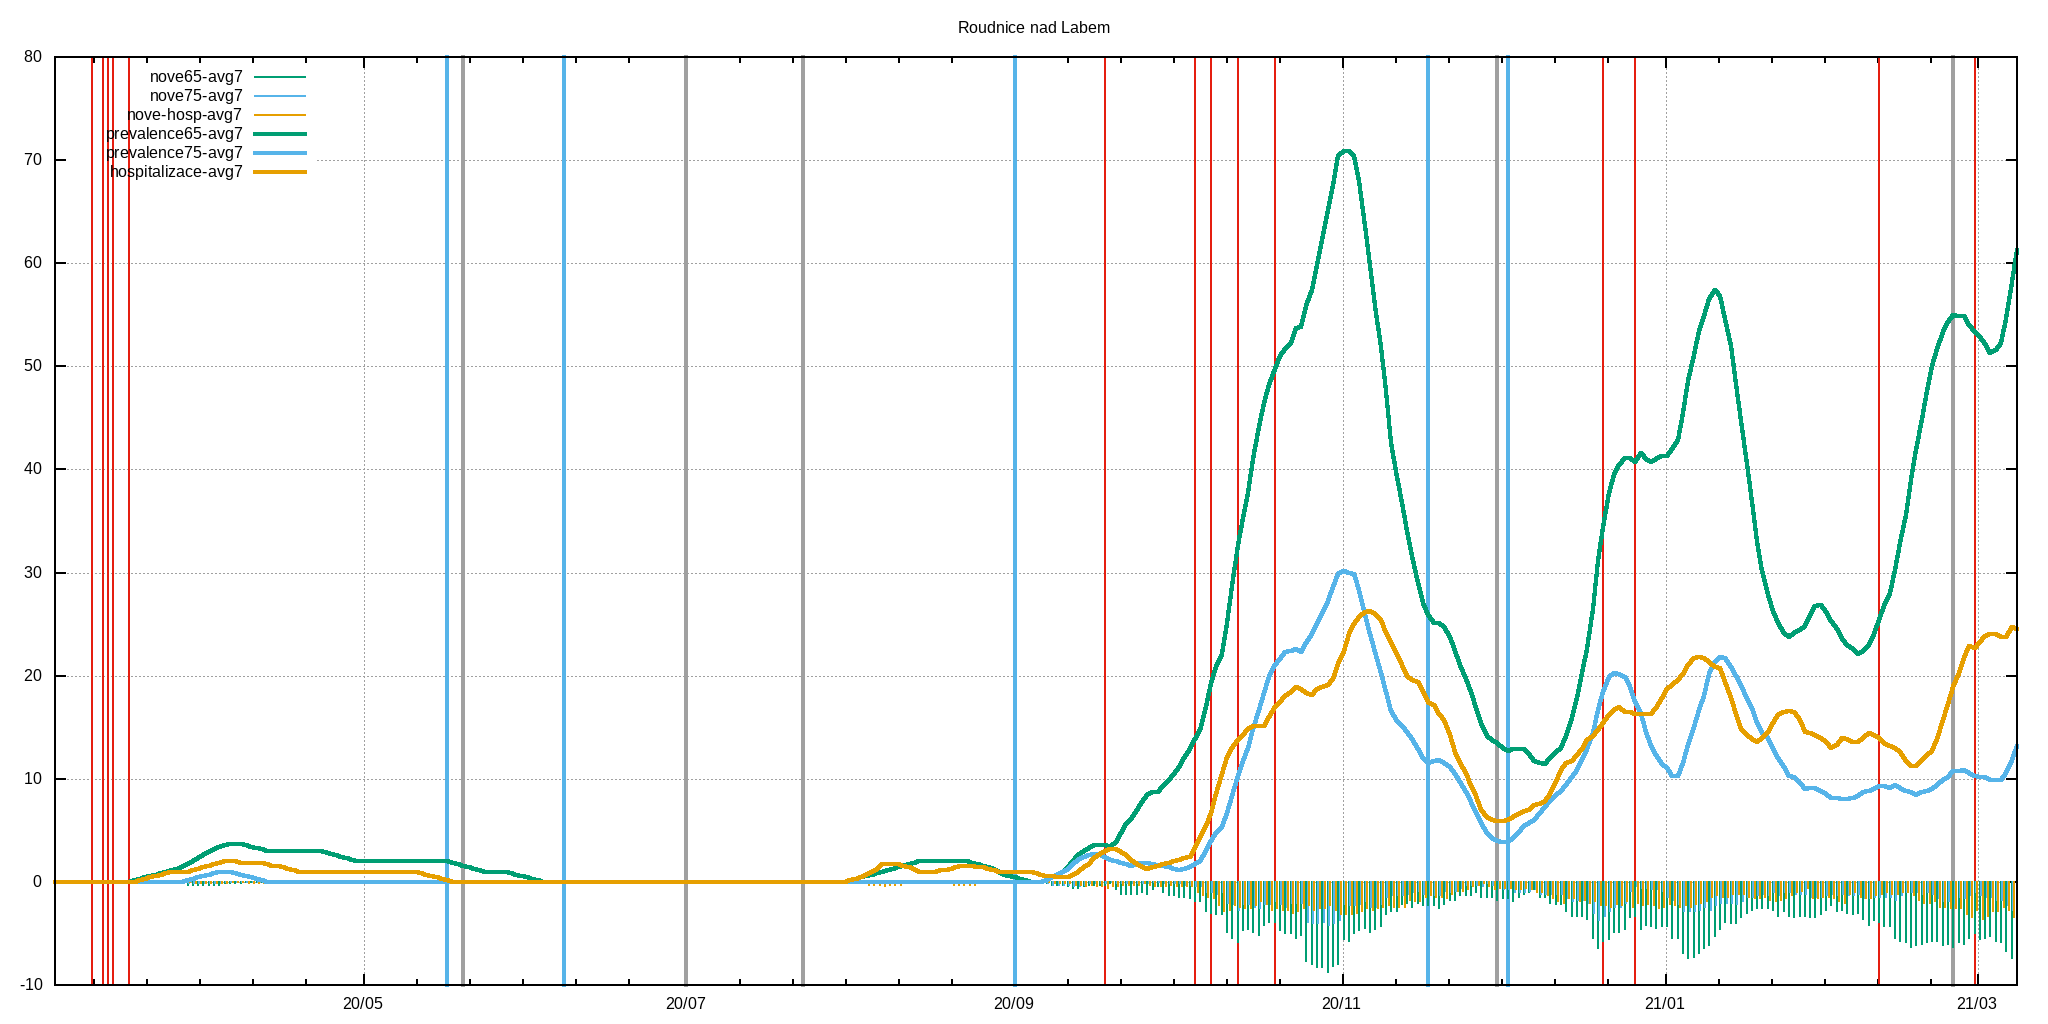 Roudnice nad Labem
80
70
60
50
40
30
20
10
0
-10
nove65-avg7
nove75-avg7
nove-hosp-avg7
prevalence65-avg7
prevalence75-avg7
hospitalizace-avg7
20/05
20/07
20/09
20/11
21/01
21/03